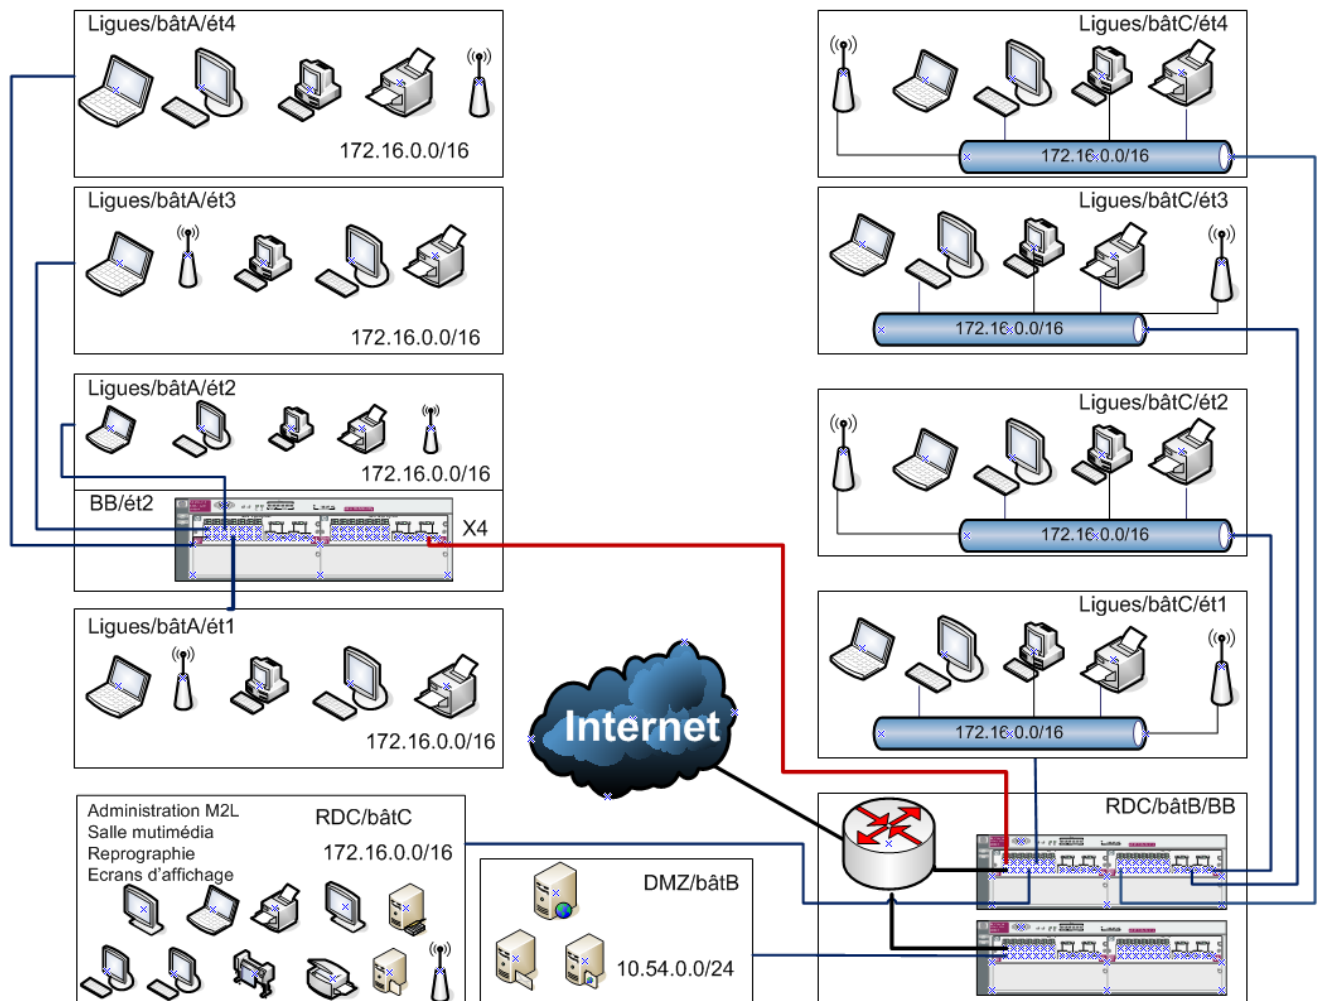 Ligues/bâtA/ét4
172.16.0.0/16
Ligues/bâtA/ét3
172.16.0.0/16
Ligues/bâtA/ét2
172.16.0.0/16
BB/ét2
X4
Ligues/bâtA/ét1
172.16.0.0/16
Administration M2L
Salle mutimédia
Reprographie
Ecrans d'affichage
RDC/bâtC
172.16.0.0/16
Internet
DMZ/bâtB
10.54.0.0/24
Ligues/bâtC/ét4
172.16.0.0/16
Ligues/bâtC/ét3
172.16.0.0/16
Ligues/bâtC/ét2
172.16.0.0/16
Ligues/bâtC/ét1
172.16.0.0/16
RDC/bâtB/BB